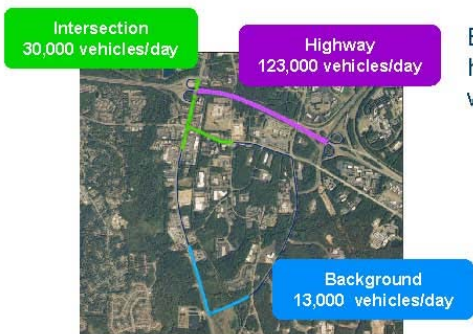 Intersection
30,000 vehicles/day
Highway
123,000 vehicles/day
Background
13,000 vehicles/day